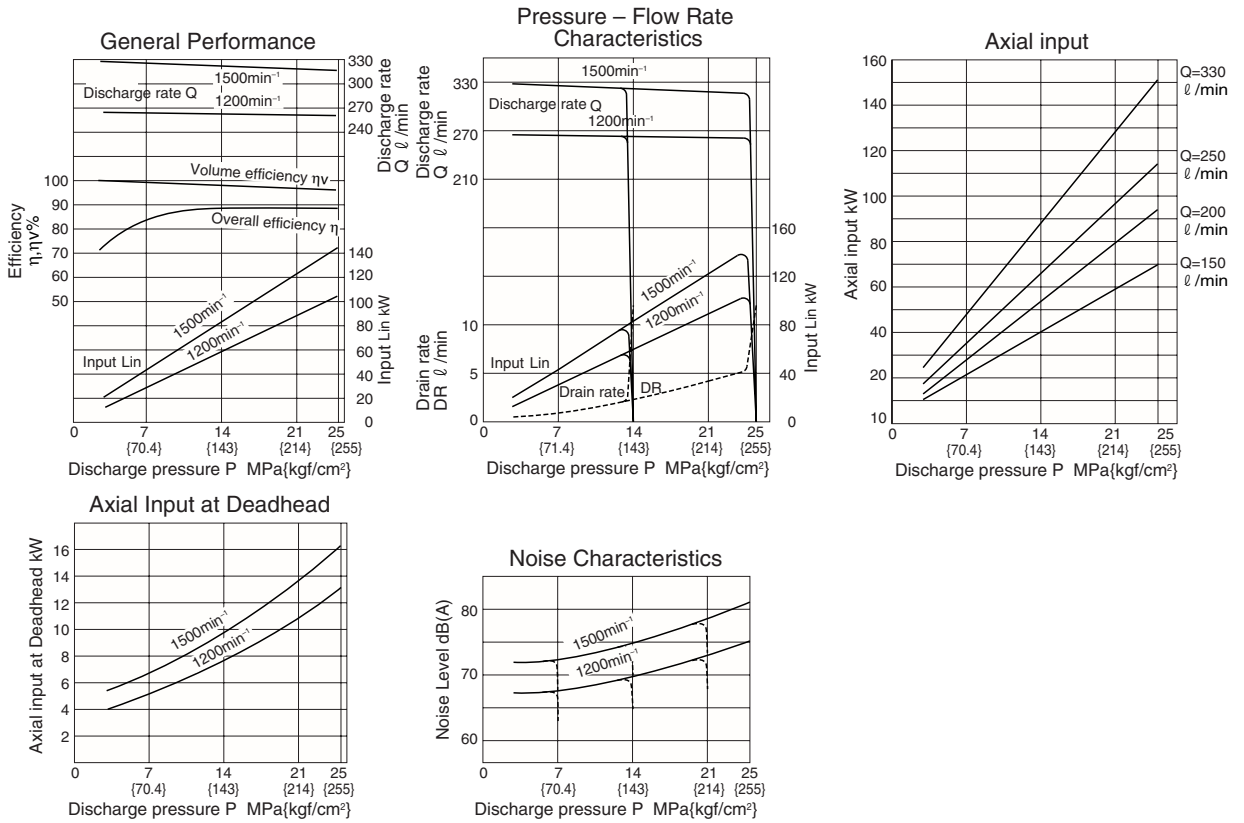 General Performance
1500min⁻¹
Discharge rate Q
1200min⁻¹
Volume efficiency ηv
Overall efficiency η
1500min⁻¹
1200min⁻¹
Input Lin
Efficiency
η,ηv%
100
90
80
70
60
50
330
300
270
240
Discharge rate
Q ℓ/min
140
120
100
80
60
40
20
0
Input Lin kW
0 7 14 21 25
{70.4} {143} {214} {255}
Discharge pressure P MPa{kgf/cm²}
Pressure – Flow Rate
Characteristics
1500min⁻¹
Discharge rate Q
1200min⁻¹
1500min⁻¹
1200min⁻¹
Input Lin
Drain rate DR
Discharge rate
Q ℓ/min
330
270
210
Drain rate
DR ℓ/min
10
5
0
160
120
80
40
0
Input Lin kW
0 7 14 21 25
{71.4} {143} {214} {255}
Discharge pressure P MPa{kgf/cm²}
Axial input
Axial input kW
160
140
120
100
80
60
40
20
10
Q=330
ℓ/min
Q=250
ℓ/min
Q=200
ℓ/min
Q=150
ℓ/min
0 7 14 21 25
{70.4} {143} {214} {255}
Discharge pressure P MPa{kgf/cm²}
Axial Input at Deadhead
Axial input at Deadhead kW
16
14
12
10
8
6
4
2
1500min⁻¹
1200min⁻¹
0 7 14 21 25
{70.4} {143} {214} {255}
Discharge pressure P MPa{kgf/cm²}
Noise Characteristics
Noise Level dB(A)
80
70
60
1500min⁻¹
1200min⁻¹
0 7 14 21 25
{70.4} {143} {214} {255}
Discharge pressure P MPa{kgf/cm²}